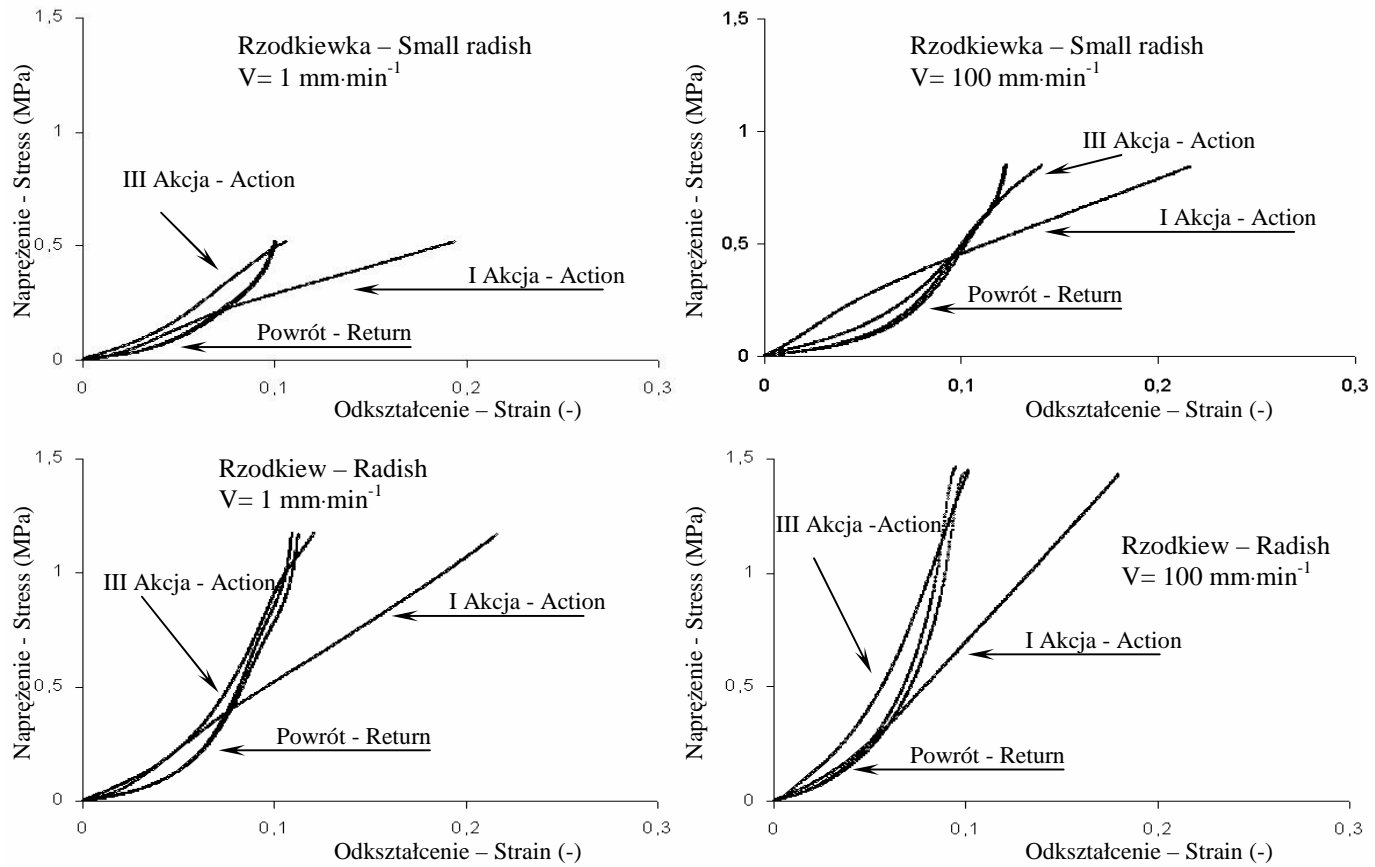 1,5
Rzodkiewka – Small radish
V= 1 mm·min-1
Naprężenie - Stress (MPa)
1
III Akcja - Action
0,5
I Akcja - Action
Powrót - Return
0
0
0,1
0,2
0,3
Odkształcenie – Strain (-)
1,5
Rzodkiewka – Small radish
V= 100 mm·min-1
Naprężenie - Stress (MPa)
1
III Akcja - Action
I Akcja - Action
0,5
Powrót - Return
0
0
0,1
0,2
0,3
Odkształcenie – Strain (-)
1,5
Rzodkiew – Radish
V= 1 mm·min-1
Naprężenie - Stress (MPa)
1
III Akcja - Action
I Akcja - Action
0,5
Powrót - Return
0
0
0,1
0,2
0,3
Odkształcenie – Strain (-)
1,5
III Akcja -Action
Rzodkiew – Radish
V= 100 mm·min-1
Naprężenie - Stress (MPa)
1
I Akcja - Action
0,5
Powrót - Return
0
0
0,1
0,2
0,3
Odkształcenie – Strain (-)